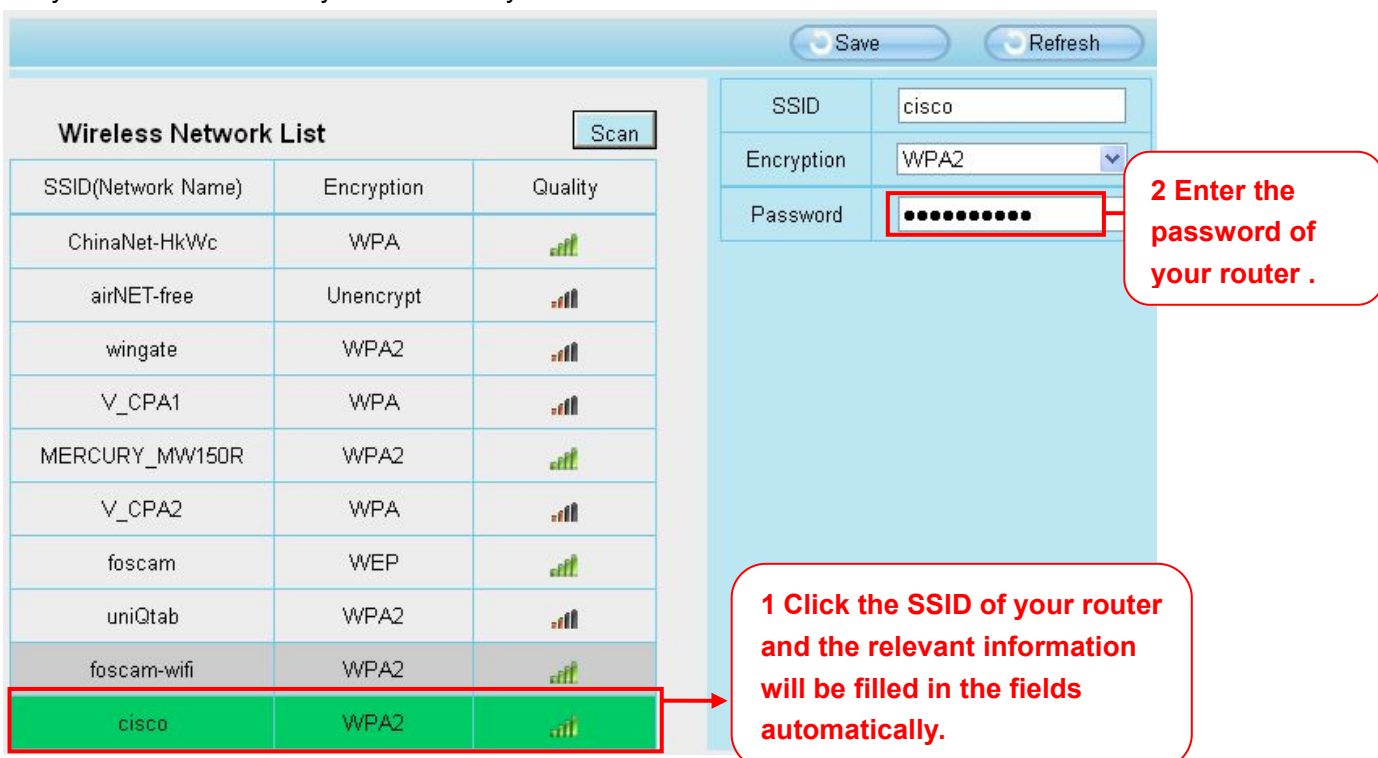 Save Refresh
Wireless Network List Scan
SSID(Network Name) Encryption Quality
ChinaNet-HkWc WPA
airNET-free Unencrypt
wingate WPA2
V_CPA1 WPA
MERCURY_MW150R WPA2
V_CPA2 WPA
foscam WEP
uniQtab WPA2
foscam-wifi WPA2
cisco WPA2
SSID cisco
Encryption WPA2
Password ●●●●●●●●●●
2 Enter the
password of
your router .
1 Click the SSID of your router
and the relevant information
will be filled in the fields
automatically.